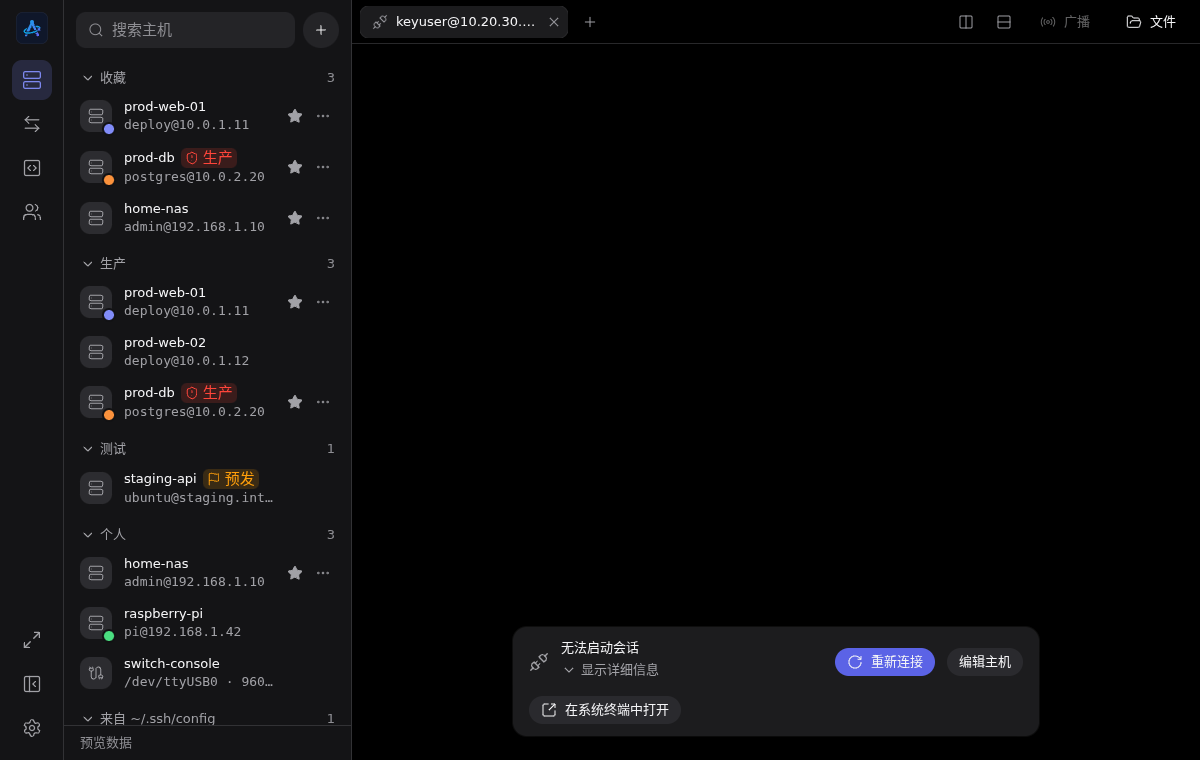 搜索主机
keyuser@10.20.30.…
广播
文件
收藏 3
prod-web-01
deploy@10.0.1.11
prod-db 生产
postgres@10.0.2.20
home-nas
admin@192.168.1.10
生产 3
prod-web-01
deploy@10.0.1.11
prod-web-02
deploy@10.0.1.12
prod-db 生产
postgres@10.0.2.20
测试 1
staging-api 预发
ubuntu@staging.int…
个人 3
home-nas
admin@192.168.1.10
raspberry-pi
pi@192.168.1.42
switch-console
/dev/ttyUSB0 · 960…
来自 ~/.ssh/config 1
预览数据
无法启动会话
显示详细信息
重新连接
编辑主机
在系统终端中打开